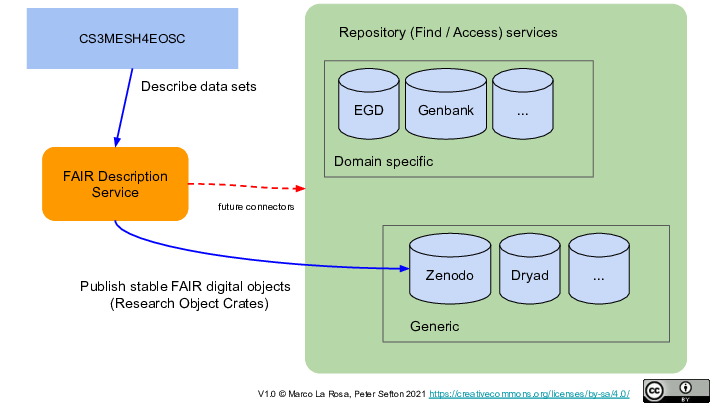 CS3MESH4EOSC
Describe data sets
FAIR Description
Service
future connectors
Publish stable FAIR digital objects
(Research Object Crates)
Repository (Find / Access) services
EGD
Genbank
...
Domain specific
Zenodo
Dryad
...
Generic
V1.0 © Marco La Rosa, Peter Sefton 2021 https://creativecommons.org/licenses/by-sa/4.0/
cc
BY